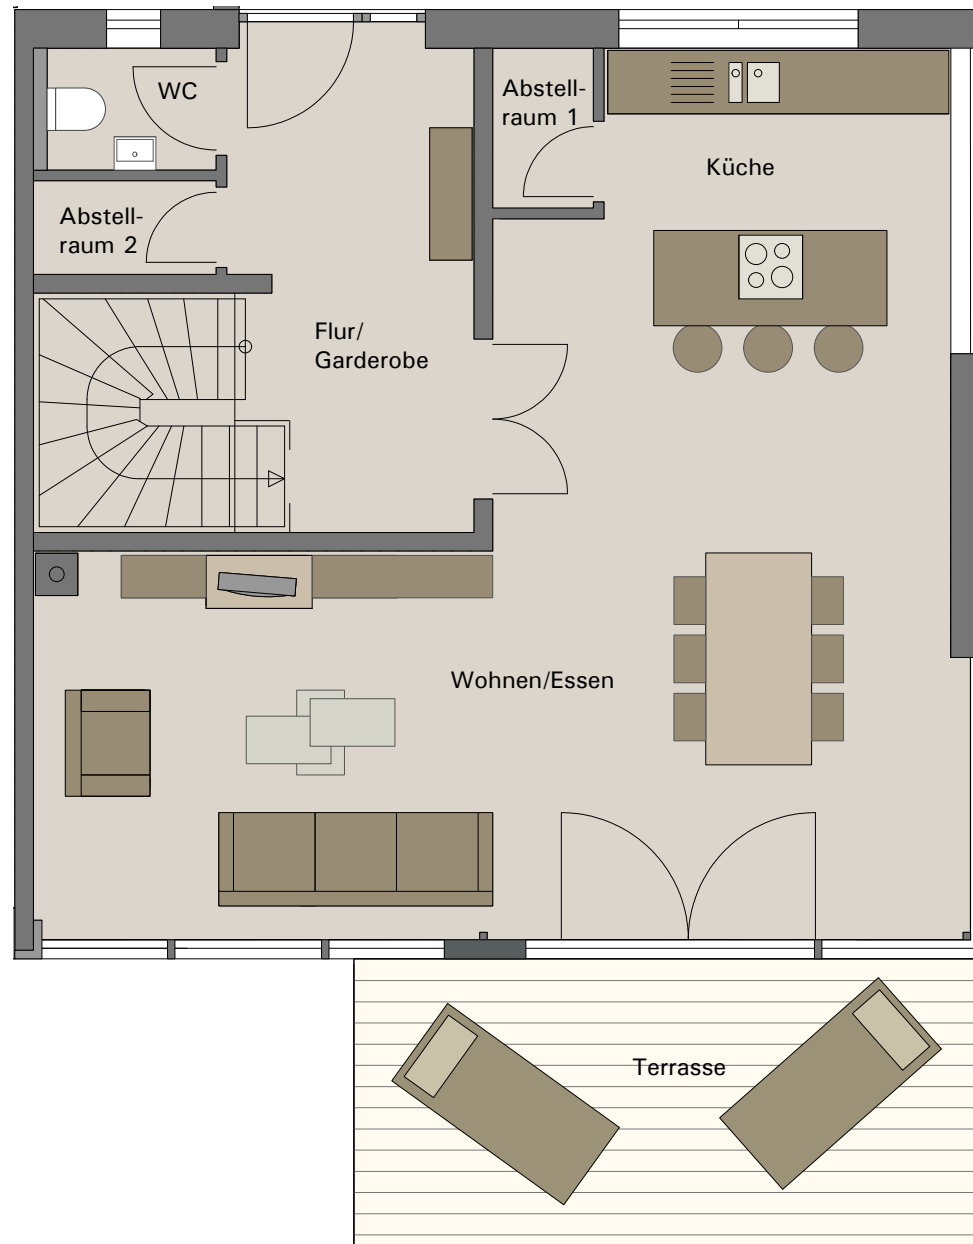 WC
Abstell-
raum 1
Küche
Abstell-
raum 2
Flur/
Garderobe
Wohnen/Essen
Terrasse